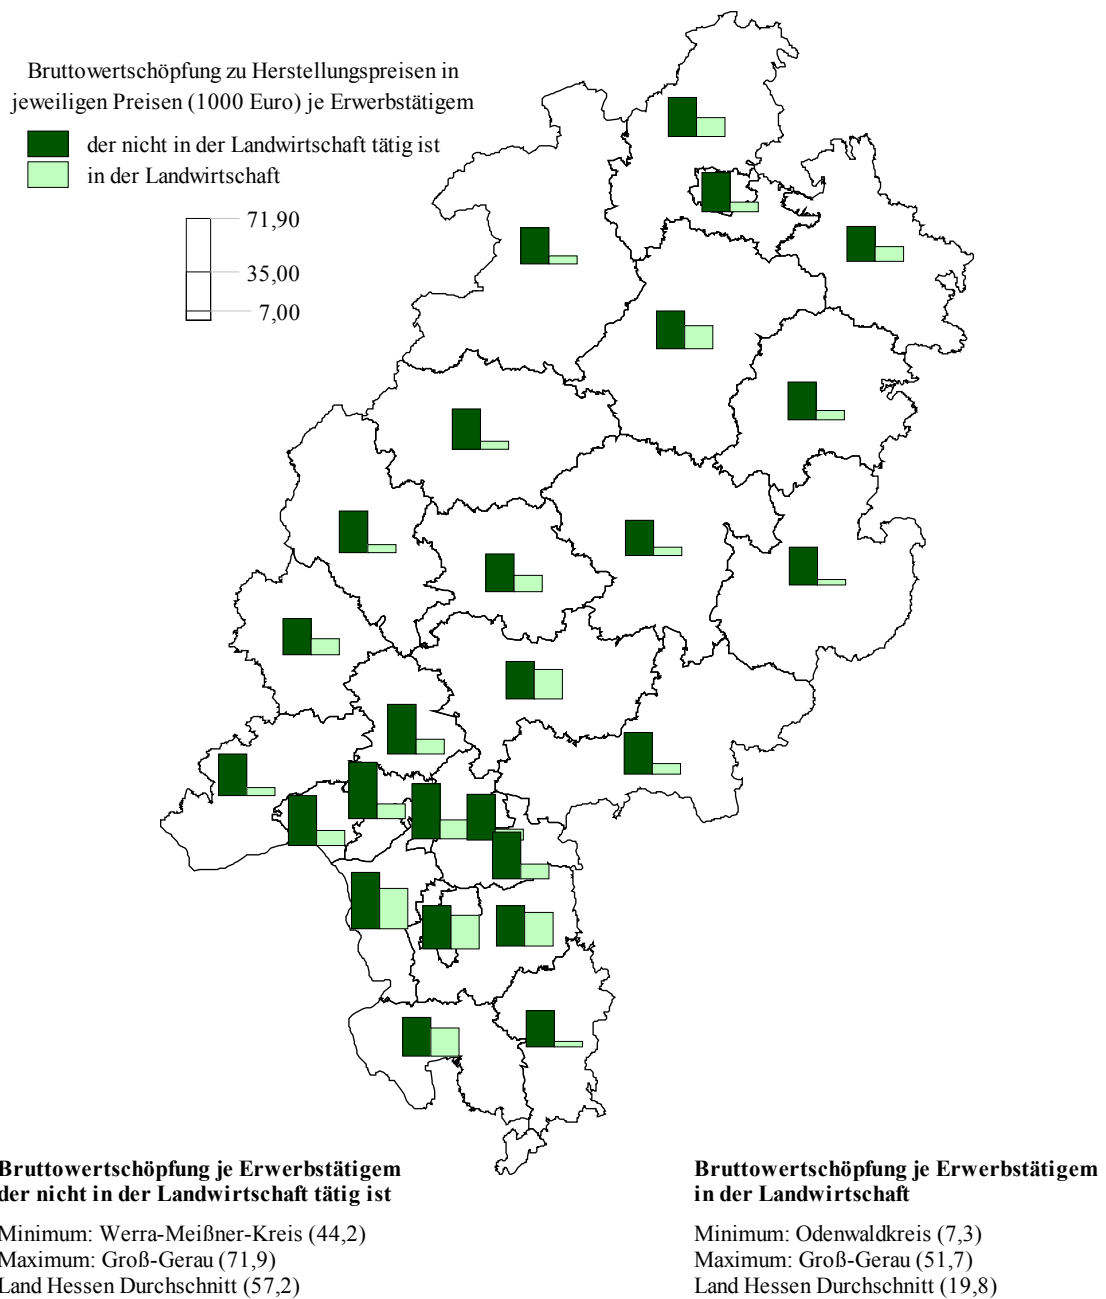 Bruttowertschöpfung zu Herstellungspreisen in
jeweiligen Preisen (1000 Euro) je Erwerbstätigem
der nicht in der Landwirtschaft tätig ist
in der Landwirtschaft
71,90
35,00
7,00
Bruttowertschöpfung je Erwerbstätigem
der nicht in der Landwirtschaft tätig ist
Minimum: Werra-Meißner-Kreis (44,2)
Maximum: Groß-Gerau (71,9)
Land Hessen Durchschnitt (57,2)
Bruttowertschöpfung je Erwerbstätigem
in der Landwirtschaft
Minimum: Odenwaldkreis (7,3)
Maximum: Groß-Gerau (51,7)
Land Hessen Durchschnitt (19,8)